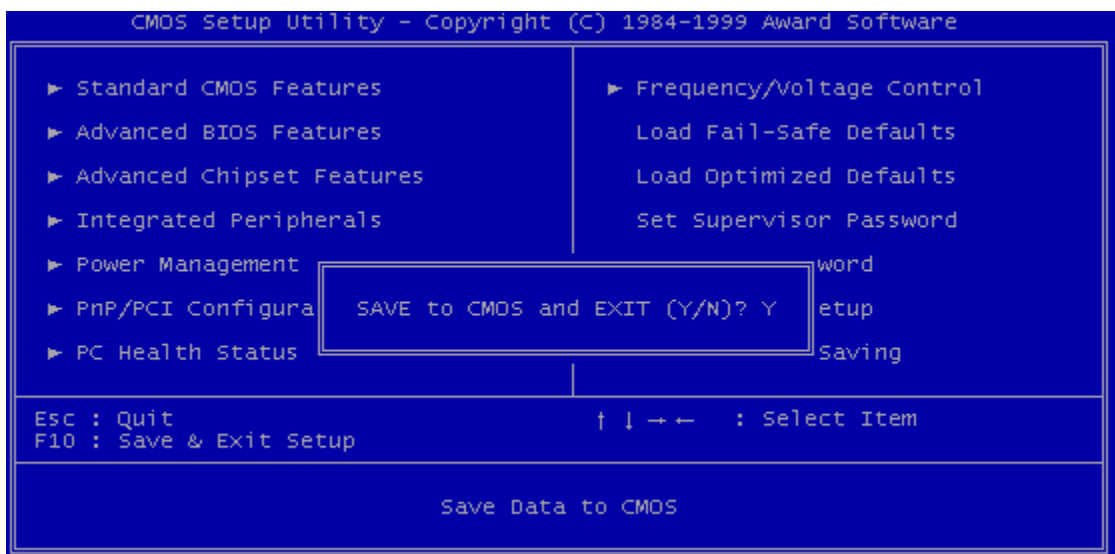 CMOS Setup Utility – Copyright (C) 1984–1999 Award Software
► Standard CMOS Features
► Advanced BIOS Features
► Advanced Chipset Features
► Integrated Peripherals
► Power Management
► PnP/PCI Configura
► PC Health Status
► Frequency/Voltage Control
Load Fail-Safe Defaults
Load Optimized Defaults
Set Supervisor Password
word
etup
Saving
SAVE to CMOS and EXIT (Y/N)? Y
Esc : Quit
F10 : Save & Exit Setup
↑ ↓ → ← : Select Item
Save Data to CMOS